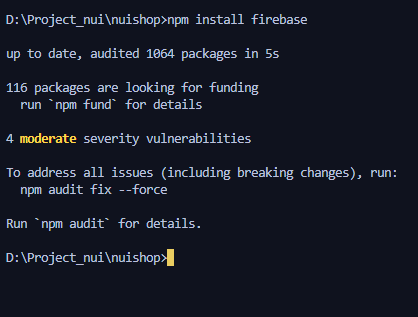 D:\Project_nui\nuishop>npm install firebase
up to date, audited 1064 packages in 5s
116 packages are looking for funding
  run `npm fund` for details
4 moderate severity vulnerabilities
To address all issues (including breaking changes), run:
  npm audit fix --force
Run `npm audit` for details.
D:\Project_nui\nuishop>